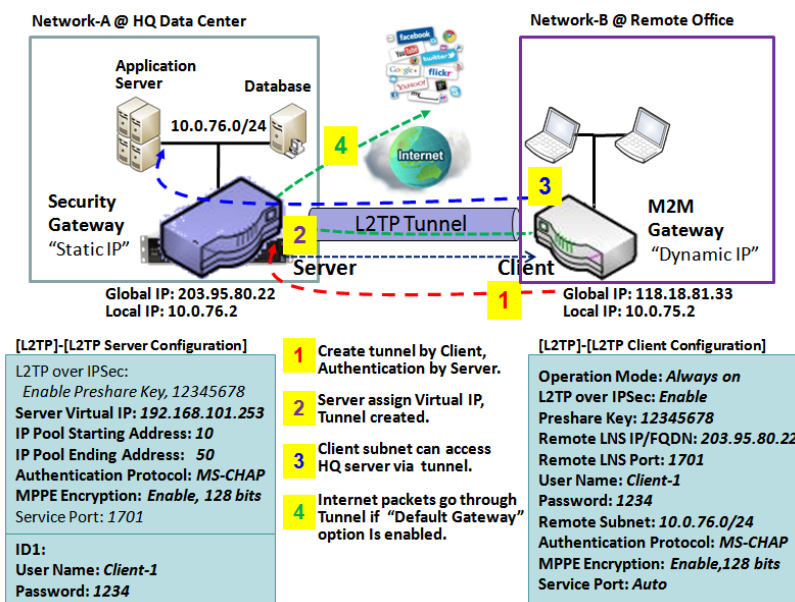 Network-A @ HQ Data Center
Network-B @ Remote Office
facebook
YouTube
twitter
Google+
flickr
YAHOO!
my
Application
Server
Database
10.0.76.0/24
4
Internet
3
Security
Gateway
"Static IP"
2
L2TP Tunnel
M2M
Gateway
"Dynamic IP"
Server
Client
1
Global IP: 203.95.80.22
Local IP: 10.0.76.2
Global IP: 118.18.81.33
Local IP: 10.0.75.2
[L2TP]-[L2TP Server Configuration]
L2TP over IPSec:
Enable Preshare Key, 12345678
Server Virtual IP: 192.168.101.253
IP Pool Starting Address: 10
IP Pool Ending Address: 50
Authentication Protocol: MS-CHAP
MPPE Encryption: Enable, 128 bits
Service Port: 1701
ID1:
User Name: Client-1
Password: 1234
1 Create tunnel by Client,
Authentication by Server.
2 Server assign Virtual IP,
Tunnel created.
3 Client subnet can access
HQ server via tunnel.
4 Internet packets go through
Tunnel if "Default Gateway"
option Is enabled.
[L2TP]-[L2TP Client Configuration]
Operation Mode: Always on
L2TP over IPSec: Enable
Preshare Key: 12345678
Remote LNS IP/FQDN: 203.95.80.22
Remote LNS Port: 1701
User Name: Client-1
Password: 1234
Remote Subnet: 10.0.76.0/24
Authentication Protocol: MS-CHAP
MPPE Encryption: Enable,128 bits
Service Port: Auto